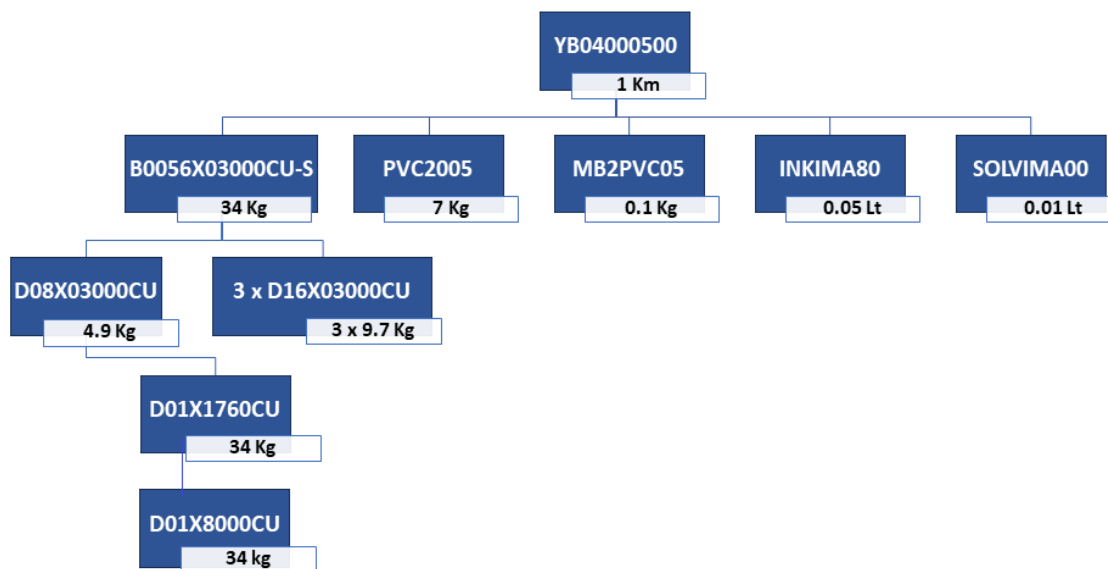 YB04000500
1 Km
B0056X03000CU-S
34 Kg
PVC2005
7 Kg
MB2PVC05
0.1 Kg
INKIMA80
0.05 Lt
SOLVIMA00
0.01 Lt
D08X03000CU
4.9 Kg
3 x D16X03000CU
3 x 9.7 Kg
D01X1760CU
34 Kg
D01X8000CU
34 kg